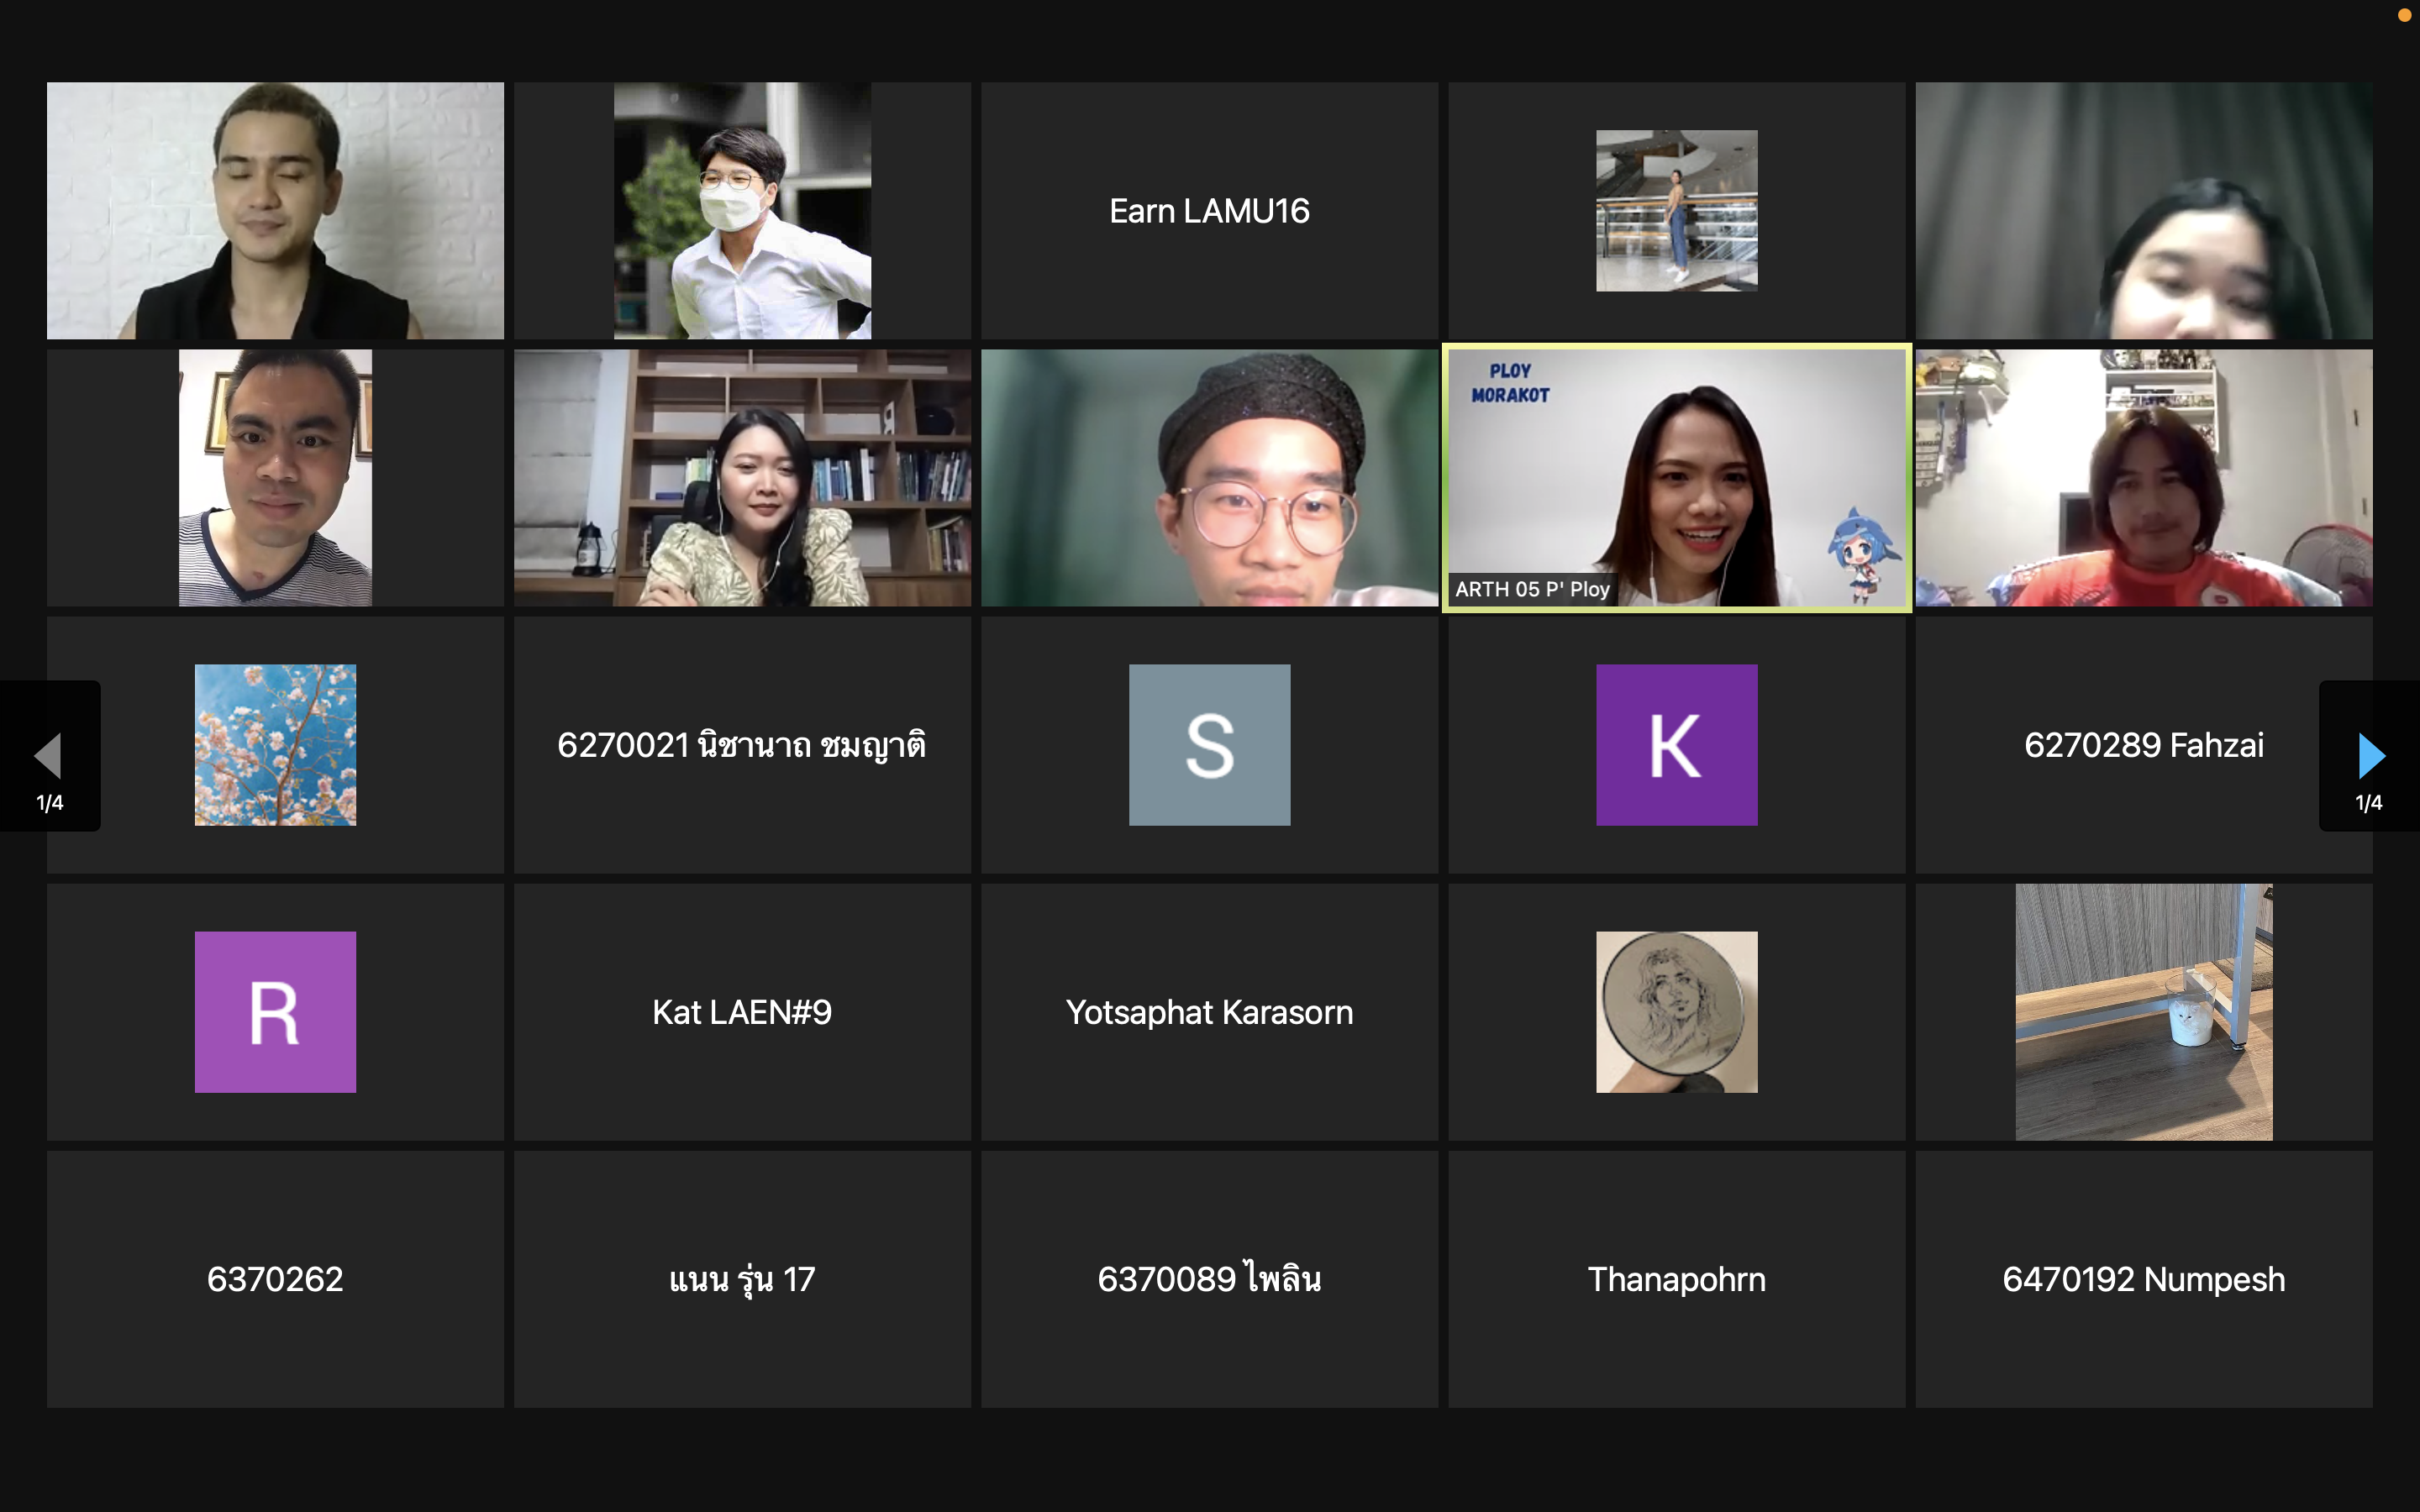 Earn LAMU16
PLOY
MORAKOT
ARTH 05 P' Ploy
6270021 นิชานาถ ชมญาติ
S
K
6270289 Fahzai
1/4
1/4
R
Kat LAEN#9
Yotsaphat Karasorn
6370262
แนน รุ่น 17
6370089 ไพลิน
Thanapohrn
6470192 Numpesh